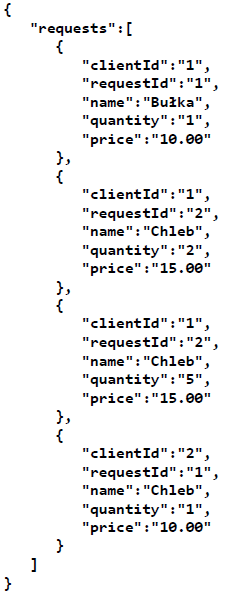 {
"requests":[
{
"clientId":"1",
"requestId":"1",
"name":"Bułka",
"quantity":"1",
"price":"10.00"
},
{
"clientId":"1",
"requestId":"2",
"name":"Chleb",
"quantity":"2",
"price":"15.00"
},
{
"clientId":"1",
"requestId":"2",
"name":"Chleb",
"quantity":"5",
"price":"15.00"
},
{
"clientId":"2",
"requestId":"1",
"name":"Chleb",
"quantity":"1",
"price":"10.00"
}
]
}